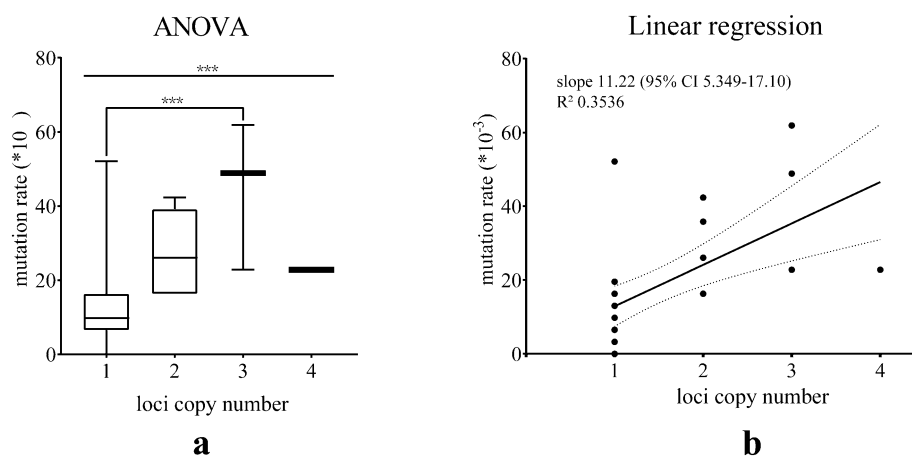 ANOVA
80
60
40
20
0
mutation rate (*10 )
***
***
1 2 3 4
loci copy number
a
Linear regression
80
60
40
20
0
mutation rate (*10⁻³)
slope 11.22 (95% CI 5.349-17.10)
R² 0.3536
1 2 3 4
loci copy number
b